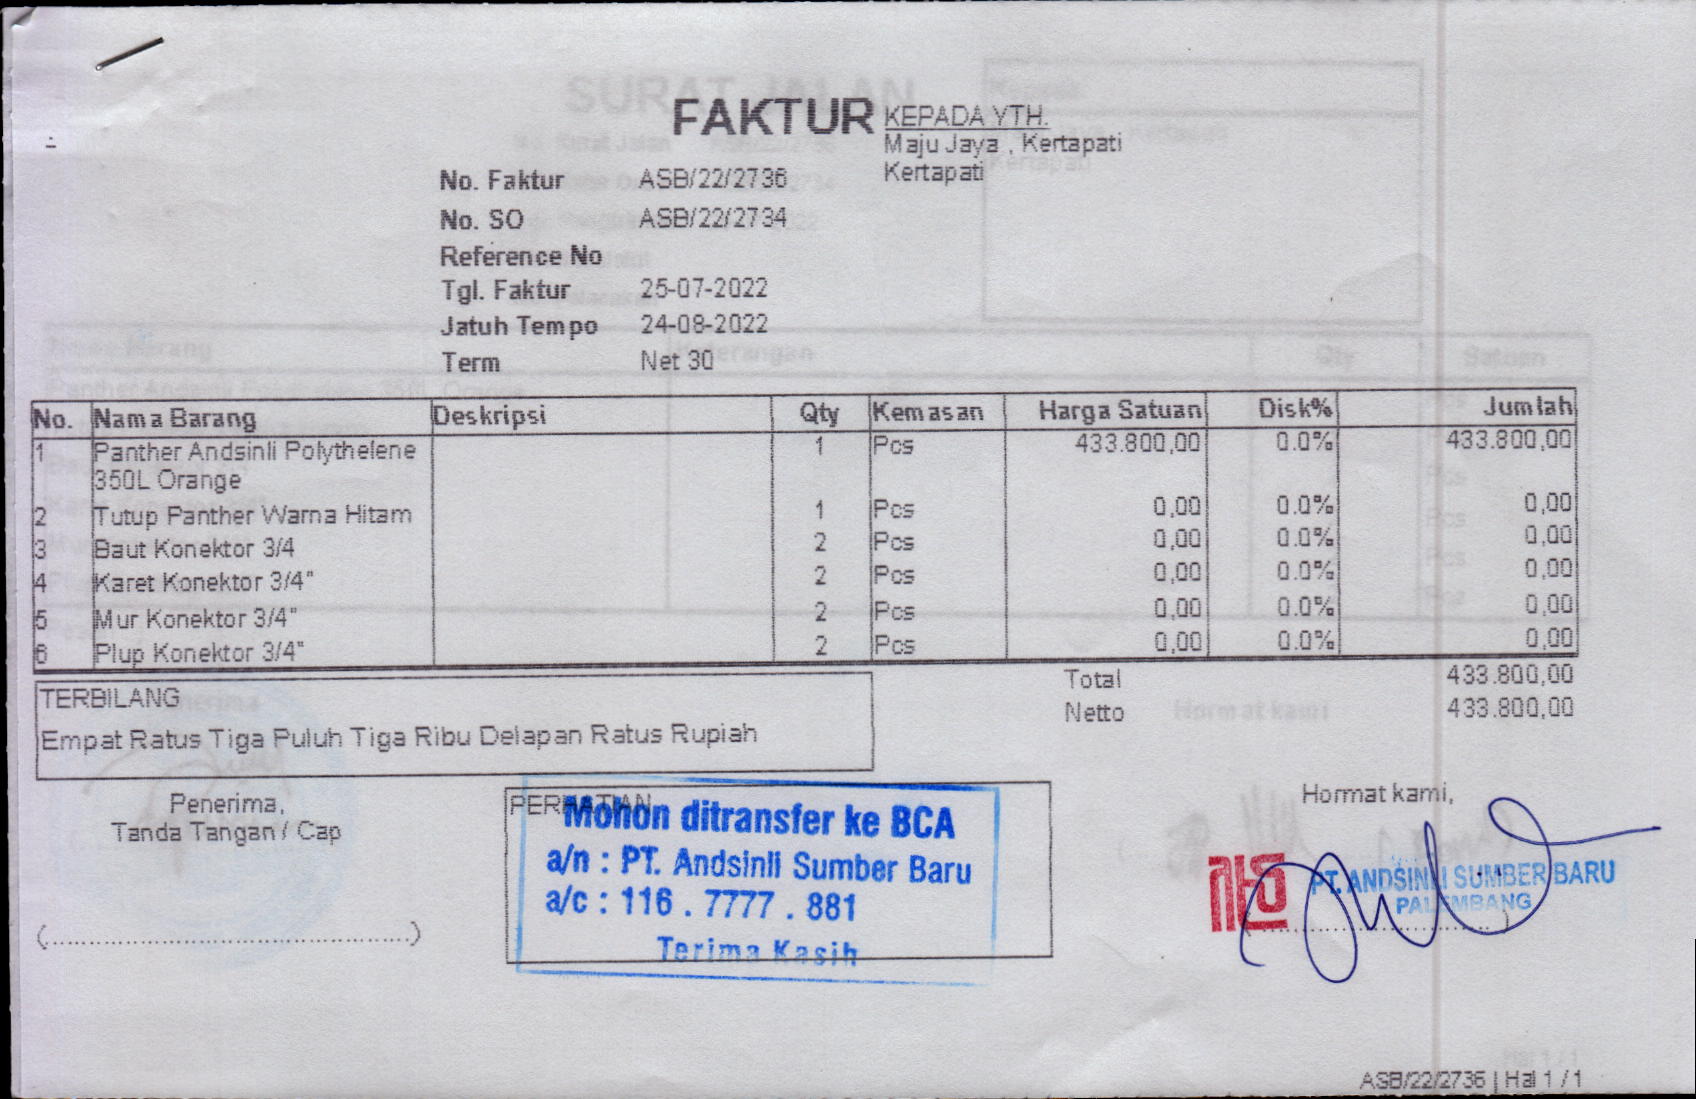 FAKTUR
KEPADA YTH.
Maju Jaya , Kertapati
Kertapati
No. Faktur ASB/22/2736
No. SO ASB/22/2734
Reference No
Tgl. Faktur 25-07-2022
Jatuh Tempo 24-08-2022
Term Net 30
No. Nama Barang Deskripsi Qty Kemasan Harga Satuan Disk% Jumlah
1 Panther Andsinli Polythelene 1 Pcs 433.800,00 0.0% 433.800,00
350L Orange
2 Tutup Panther Warna Hitam 1 Pcs 0,00 0.0% 0,00
3 Baut Konektor 3/4 2 Pcs 0,00 0.0% 0,00
4 Karet Konektor 3/4" 2 Pcs 0,00 0.0% 0,00
5 Mur Konektor 3/4" 2 Pcs 0,00 0.0% 0,00
6 Plup Konektor 3/4" 2 Pcs 0,00 0.0% 0,00
Total 433.800,00
Netto 433.800,00
TERBILANG
Empat Ratus Tiga Puluh Tiga Ribu Delapan Ratus Rupiah
Penerima,
Tanda Tangan / Cap
(............................................)
PERHATIAN
Mohon ditransfer ke BCA
a/n : PT. Andsinli Sumber Baru
a/c : 116 . 7777 . 881
Terima Kasih
Hormat kami,
PT. ANDSINLI SUMBER BARU
PALEMBANG
ASB/22/2736 | Hal 1 / 1